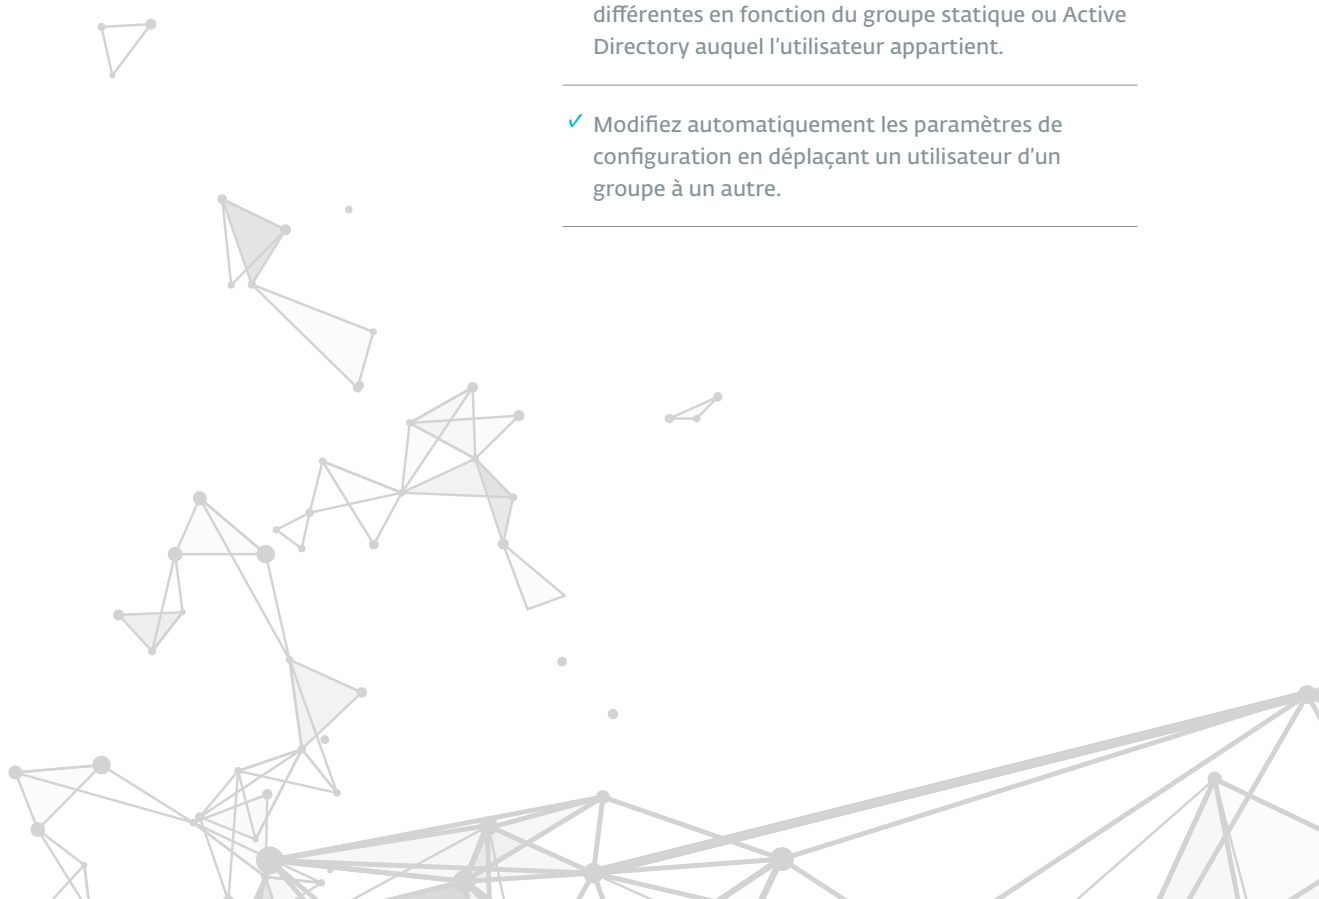 différentes en fonction du groupe statique ou Active
Directory auquel l'utilisateur appartient.
✓ Modifiez automatiquement les paramètres de
configuration en déplaçant un utilisateur d'un
groupe à un autre.